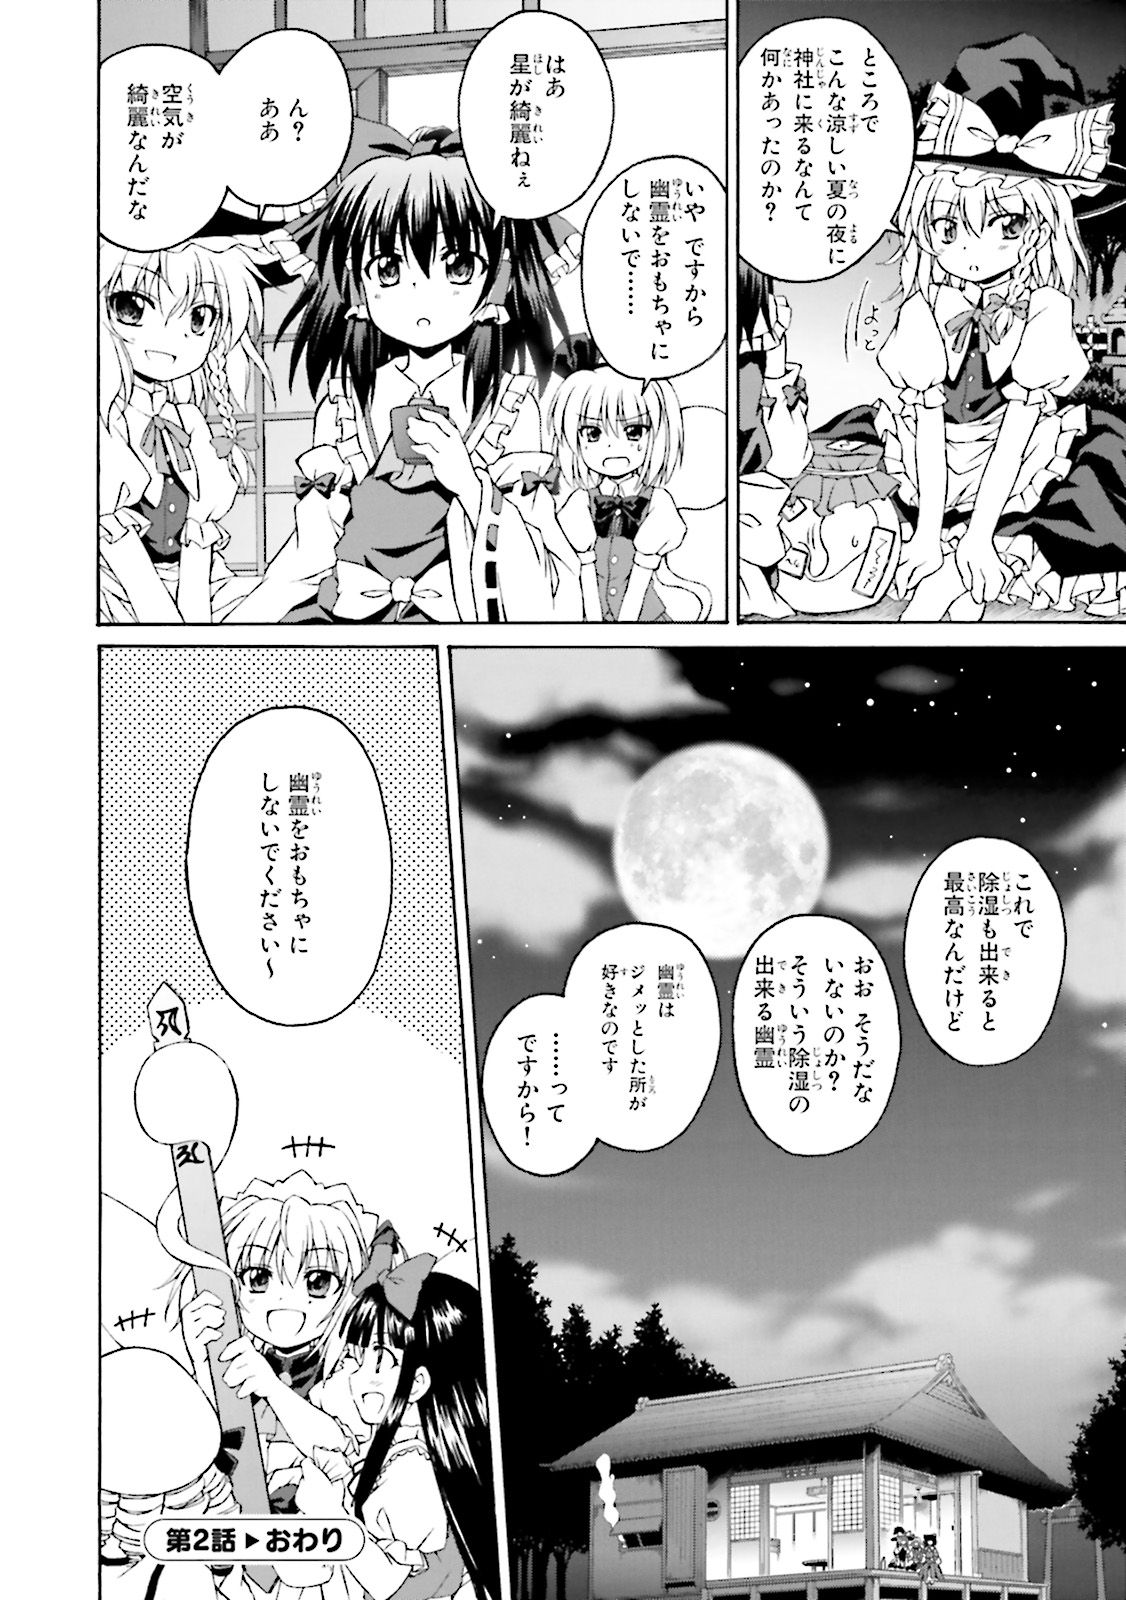 ところで
こんな涼しい夏の夜に
神社に来るなんて
何かあったのか?
よっと
いや ですから
幽霊をおもちゃに
しないで……
はあ
星が綺麗ねぇ
ん?
ああ
空気が
綺麗なんだな
これで
除湿も出来ると
最高なんだけど
おお そうだな
いないのか?
そういう除湿の
出来る幽霊
幽霊は
ジメッとした所が
好きなのです
……って
ですから!
幽霊をおもちゃに
しないでください〜
第2話▶おわり